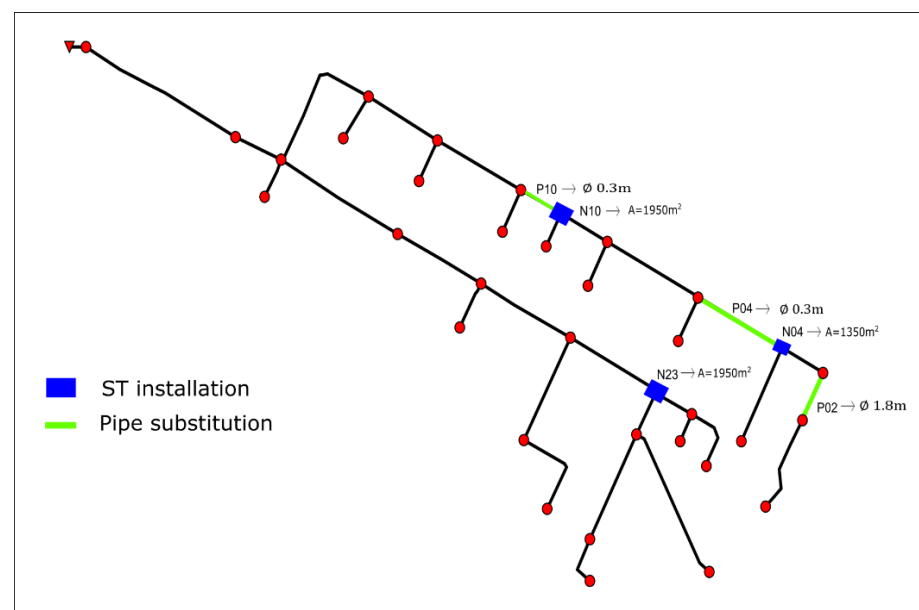 P10 → Ø 0.3m
N10 → A=1950m²
P04 → Ø 0.3m
N04 → A=1350m²
N23 → A=1950m²
P02 → Ø 1.8m
ST installation
Pipe substitution